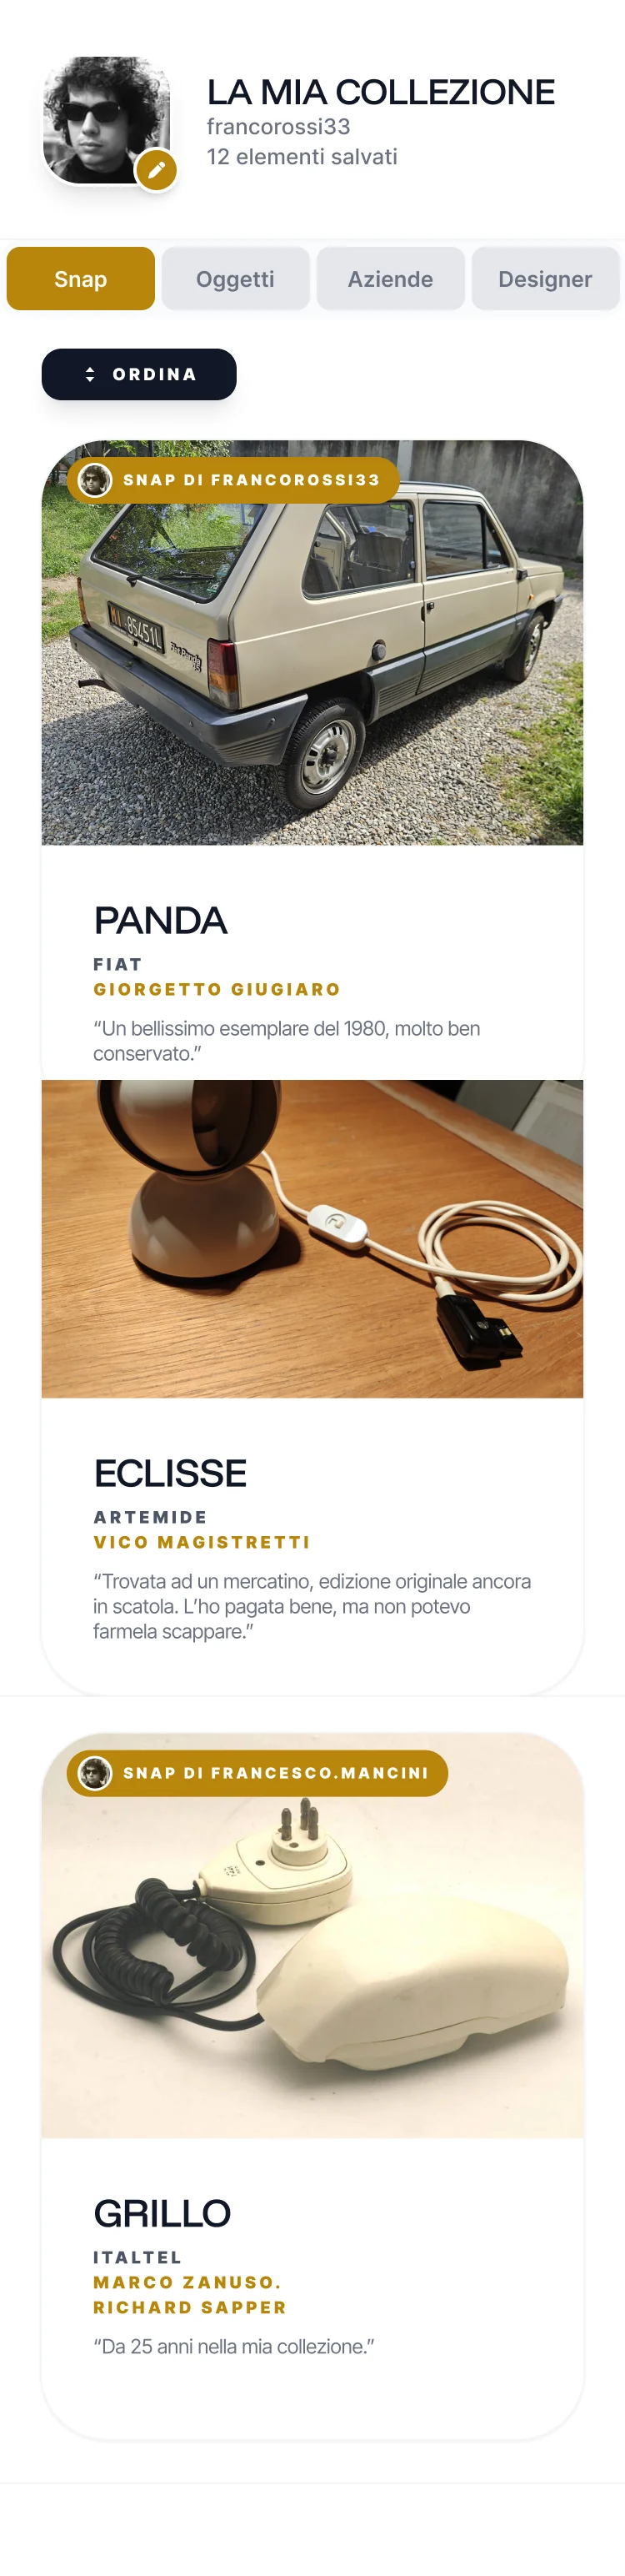 LA MIA COLLEZIONE
francorossi33
12 elementi salvati
Snap
Oggetti
Aziende
Designer
ORDINA
SNAP DI FRANCOROSSI33
MI 85451L
Fiat Panda
PANDA
FIAT
GIORGETTO GIUGIARO
“Un bellissimo esemplare del 1980, molto ben
conservato.”
ECLISSE
ARTEMIDE
VICO MAGISTRETTI
“Trovata ad un mercatino, edizione originale ancora
in scatola. L’ho pagata bene, ma non potevo
farmela scappare.”
SNAP DI FRANCESCO.MANCINI
GRILLO
ITALTEL
MARCO ZANUSO.
RICHARD SAPPER
“Da 25 anni nella mia collezione.”